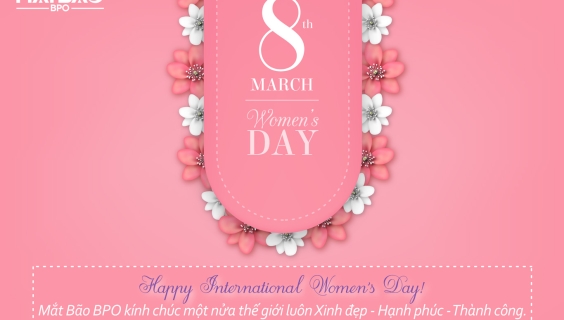 BPO
8th
MARCH
Women's
DAY
Happy International Women's Day!
Mắt Bão BPO kính chúc một nửa thế giới luôn Xinh đẹp - Hạnh phúc - Thành công.